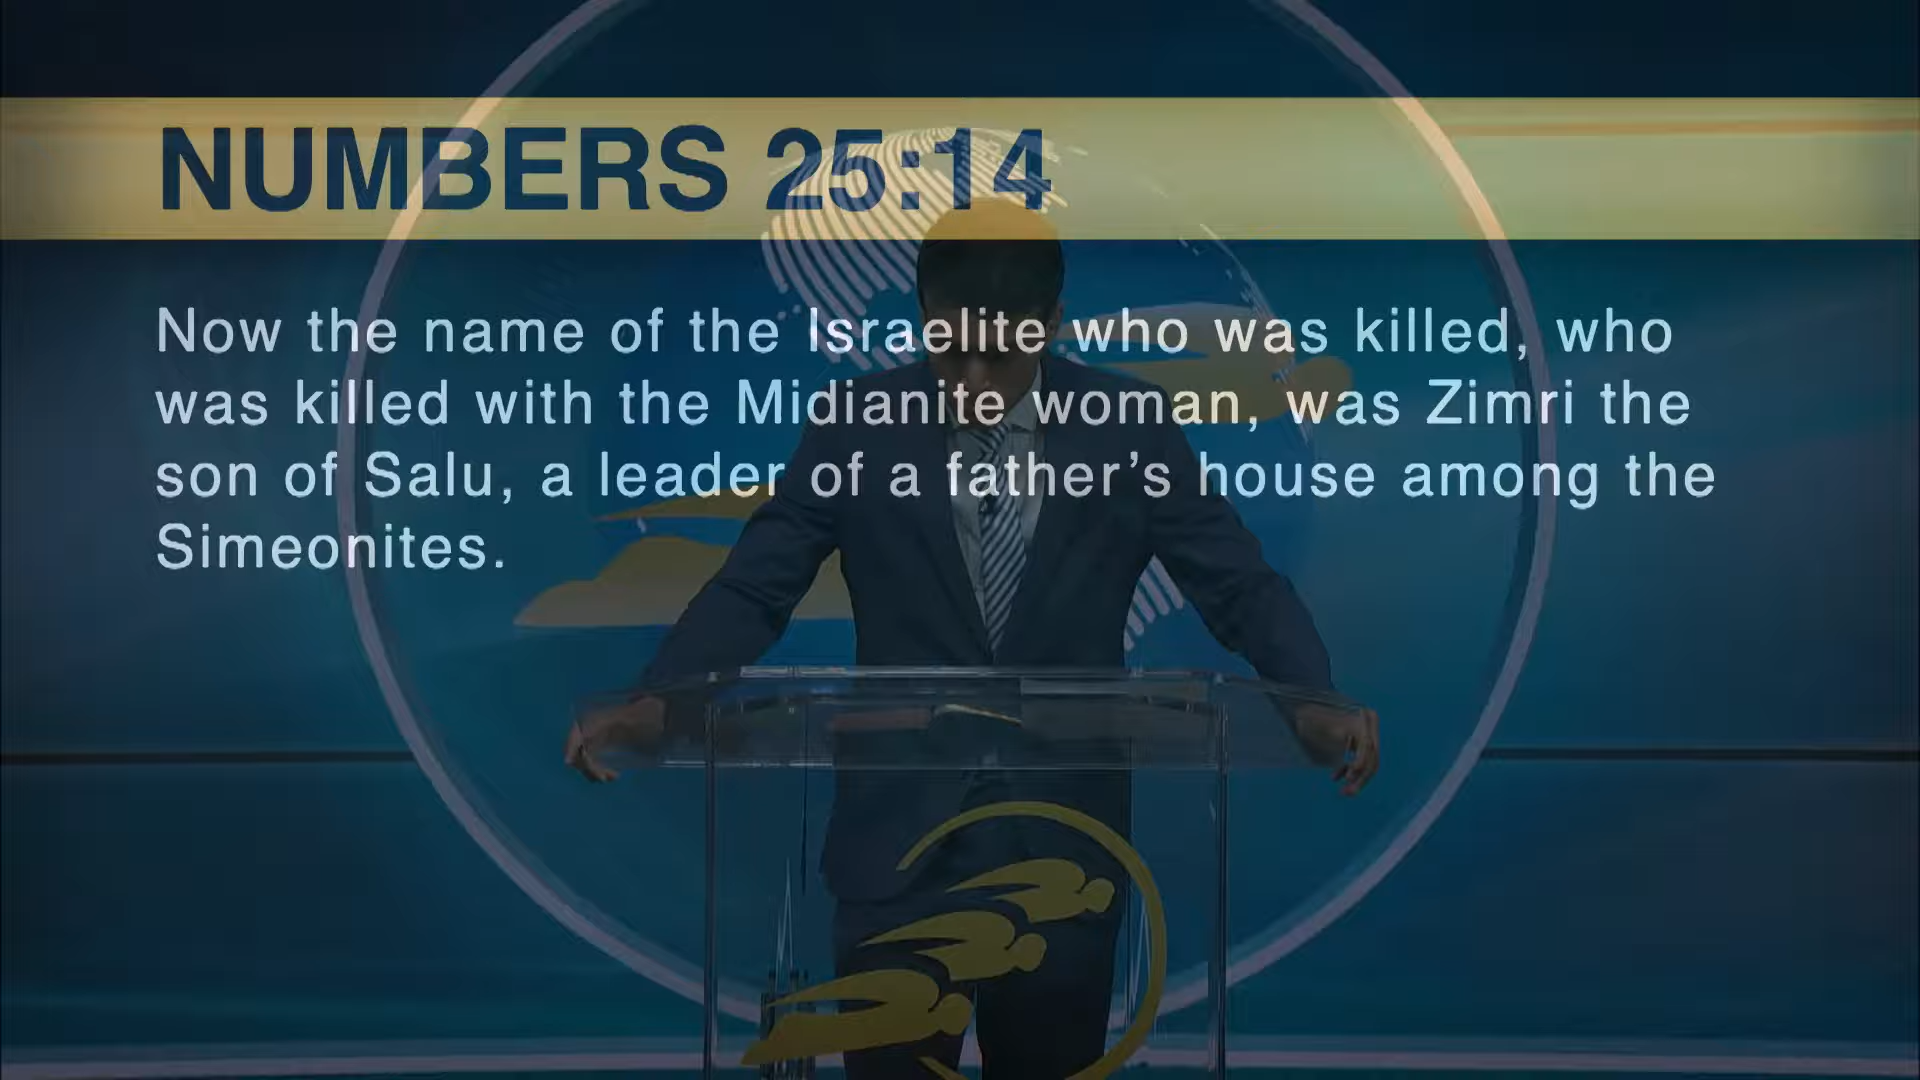 NUMBERS 25:14
Now the name of the Israelite who was killed, who
was killed with the Midianite woman, was Zimri the
son of Salu, a leader of a father’s house among the
Simeonites.